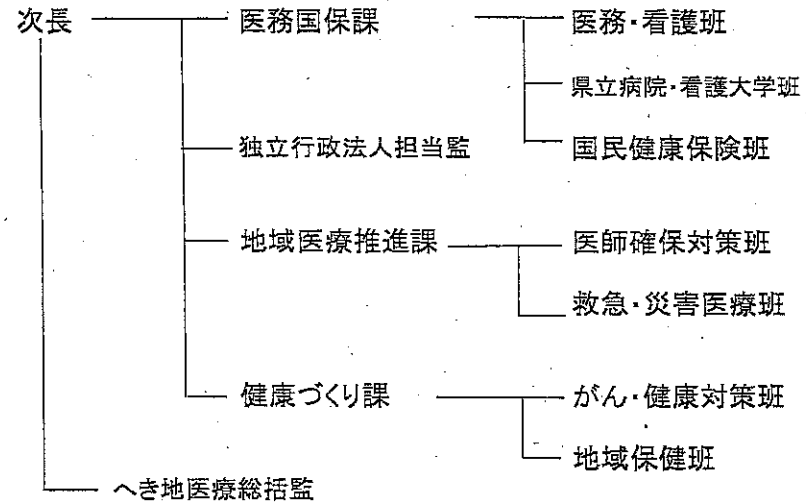 次長 医務国保課 医務・看護班
県立病院・看護大学班
独立行政法人担当監 国民健康保険班
地域医療推進課 医師確保対策班
救急・災害医療班
健康づくり課 がん・健康対策班
地域保健班
へき地医療総括監